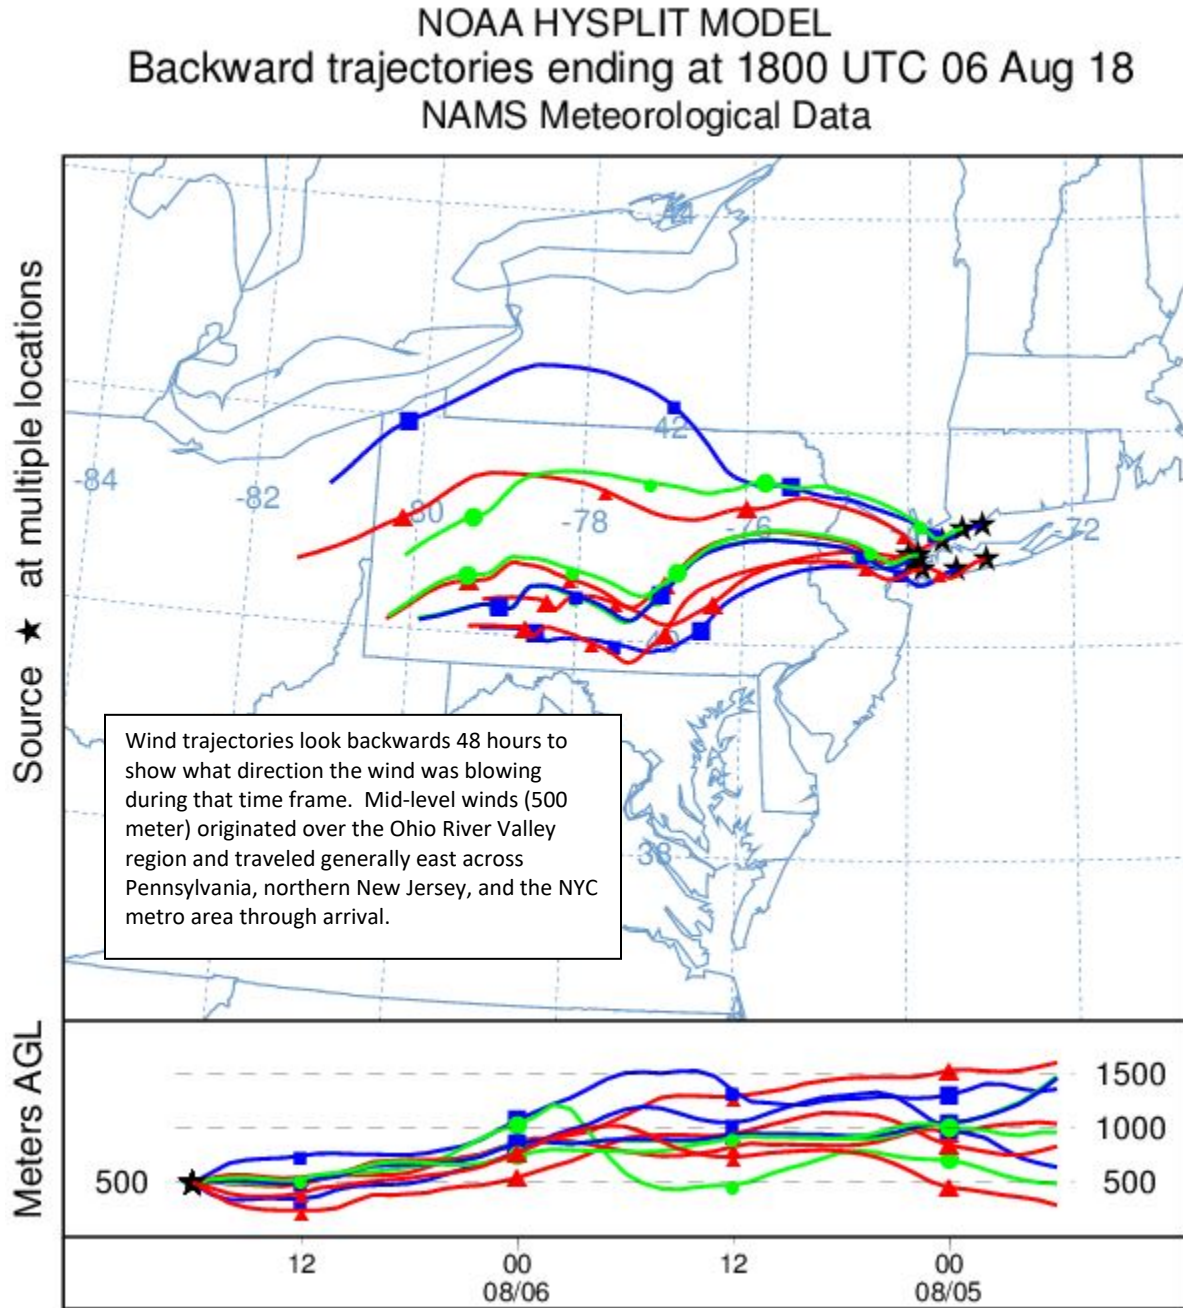 NOAA HYSPLIT MODEL
Backward trajectories ending at 1800 UTC 06 Aug 18
NAMS Meteorological Data
Source ★ at multiple locations
44
42
-84
-82
-80
-78
-76
-72
40
38
Wind trajectories look backwards 48 hours to
show what direction the wind was blowing
during that time frame.  Mid-level winds (500
meter) originated over the Ohio River Valley
region and traveled generally east across
Pennsylvania, northern New Jersey, and the NYC
metro area through arrival.
Meters AGL
500
1500
1000
500
12
00
12
00
08/06
08/05